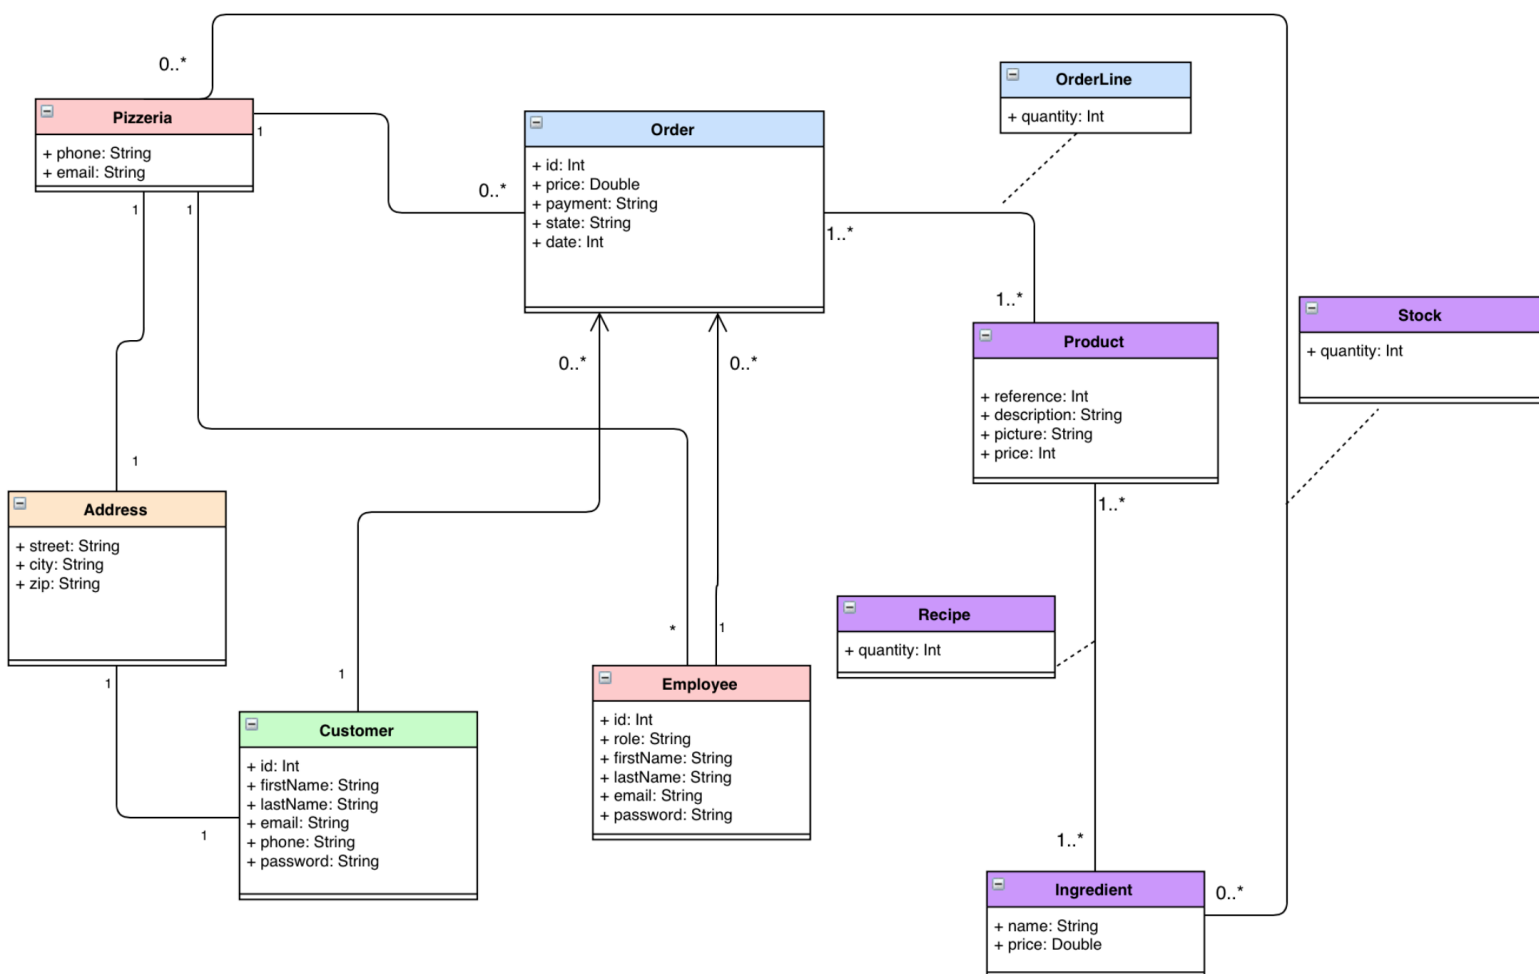 0..*
Pizzeria
+ phone: String
+ email: String
1
1
1
0..*
Order
+ id: Int
+ price: Double
+ payment: String
+ state: String
+ date: Int
1..*
0..*
0..*
OrderLine
+ quantity: Int
1..*
Product
+ reference: Int
+ description: String
+ picture: String
+ price: Int
1..*
Stock
+ quantity: Int
1
Address
+ street: String
+ city: String
+ zip: String
1
1
1
Customer
+ id: Int
+ firstName: String
+ lastName: String
+ email: String
+ phone: String
+ password: String
*
1
Employee
+ id: Int
+ role: String
+ firstName: String
+ lastName: String
+ email: String
+ password: String
Recipe
+ quantity: Int
1..*
Ingredient
+ name: String
+ price: Double
0..*